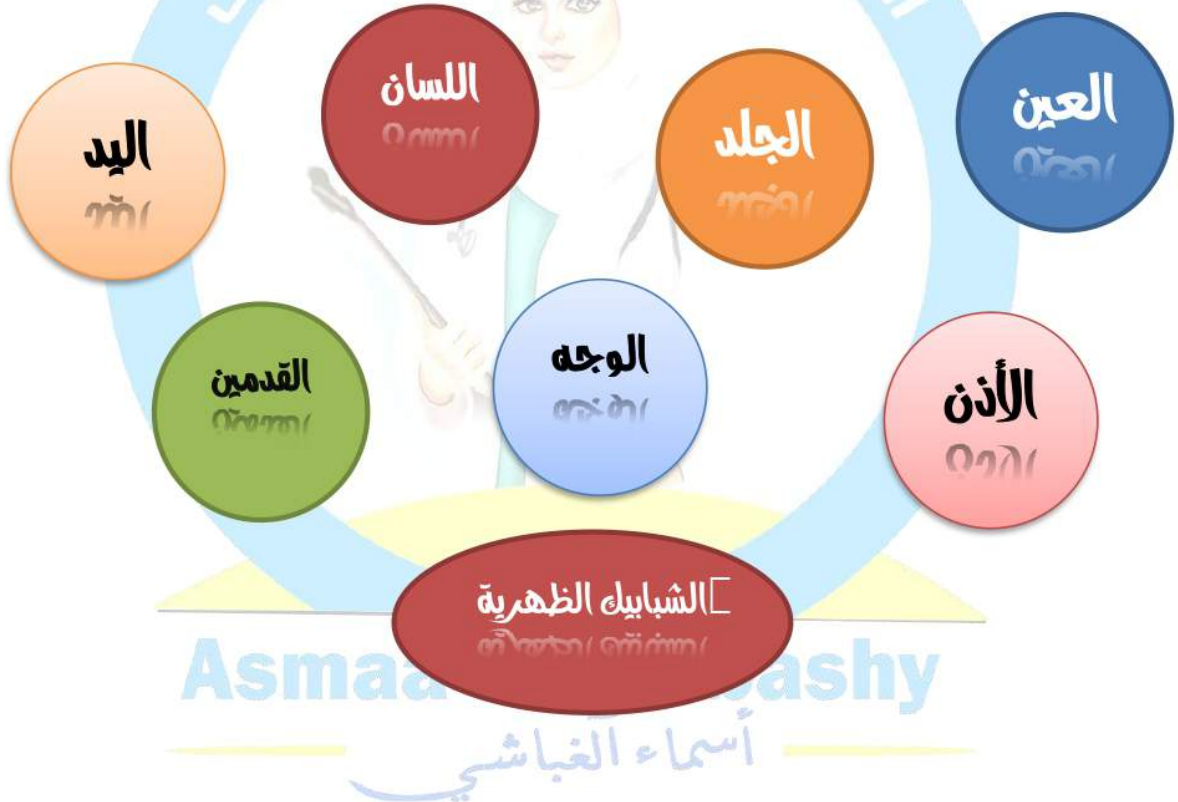 العين
الجلد
اللسان
اليد
الأذن
الوجه
القدمين
الشبابيك الظهرية
Asmaa
ashy
أسماء الغباشي